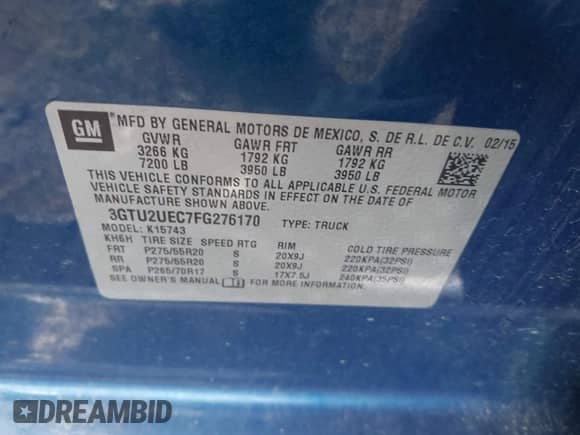 GM
MFD BY GENERAL MOTORS DE MEXICO, S. DE R.L. DE C.V. 02/15
GVWR GAWR FRT GAWR RR
3266 KG 1792 KG 1792 KG
7200 LB 3950 LB 3950 LB
THIS VEHICLE CONFORMS TO ALL APPLICABLE U.S. FEDERAL MOTOR
VEHICLE SAFETY STANDARDS IN EFFECT ON THE DATE OF
MANUFACTURE SHOWN ABOVE.
3GTU2UEC7FG276170 TYPE: TRUCK
MODEL: K15743
KH6H TIRE SIZE SPEED RTG RIM COLD TIRE PRESSURE
FRT P275/55R20 S 20X9J 220KPA(32PSI)
RR P275/55R20 S 20X9J 220KPA(32PSI)
SPA P265/70R17 S 17X7.5J 240KPA(35PSI)
SEE OWNER'S MANUAL FOR MORE INFORMATION.
DREAMBID